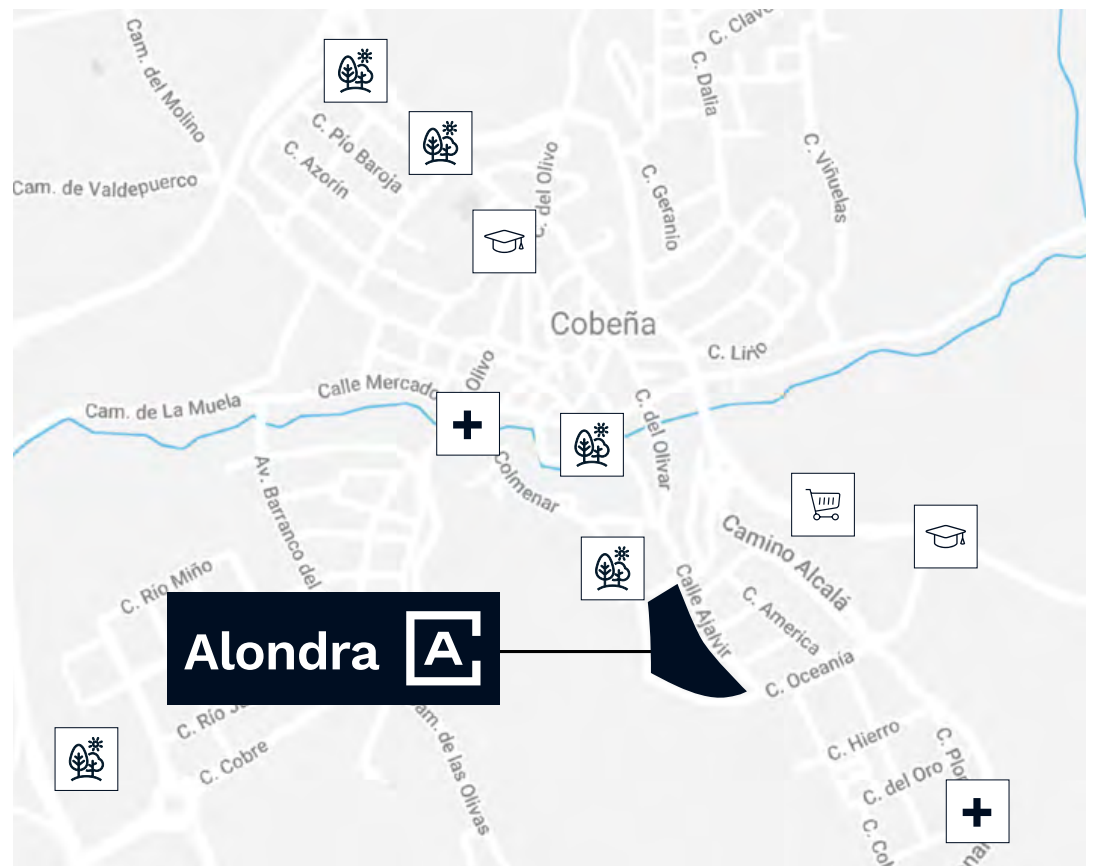 C. Clavel
Cam. del Molino
C. Dalia
C. Pío Baroja
C. Azorín
C. Viñuelas
C. del Olivo
C. Geranio
Cam. de Valdepuerco
Cobeña
C. Lirio
Olivo
Calle Mercado
Cam. de La Muela
C. del Olivar
Colmenar
Av. Barranco del
Camino Alcalá
C. Río Miño
Calle Ajalvir
C. America
Alondra A
C. Oceanía
C. Río
Cam. de las Olivas
C. Cobre
C. Hierro
C. del Oro